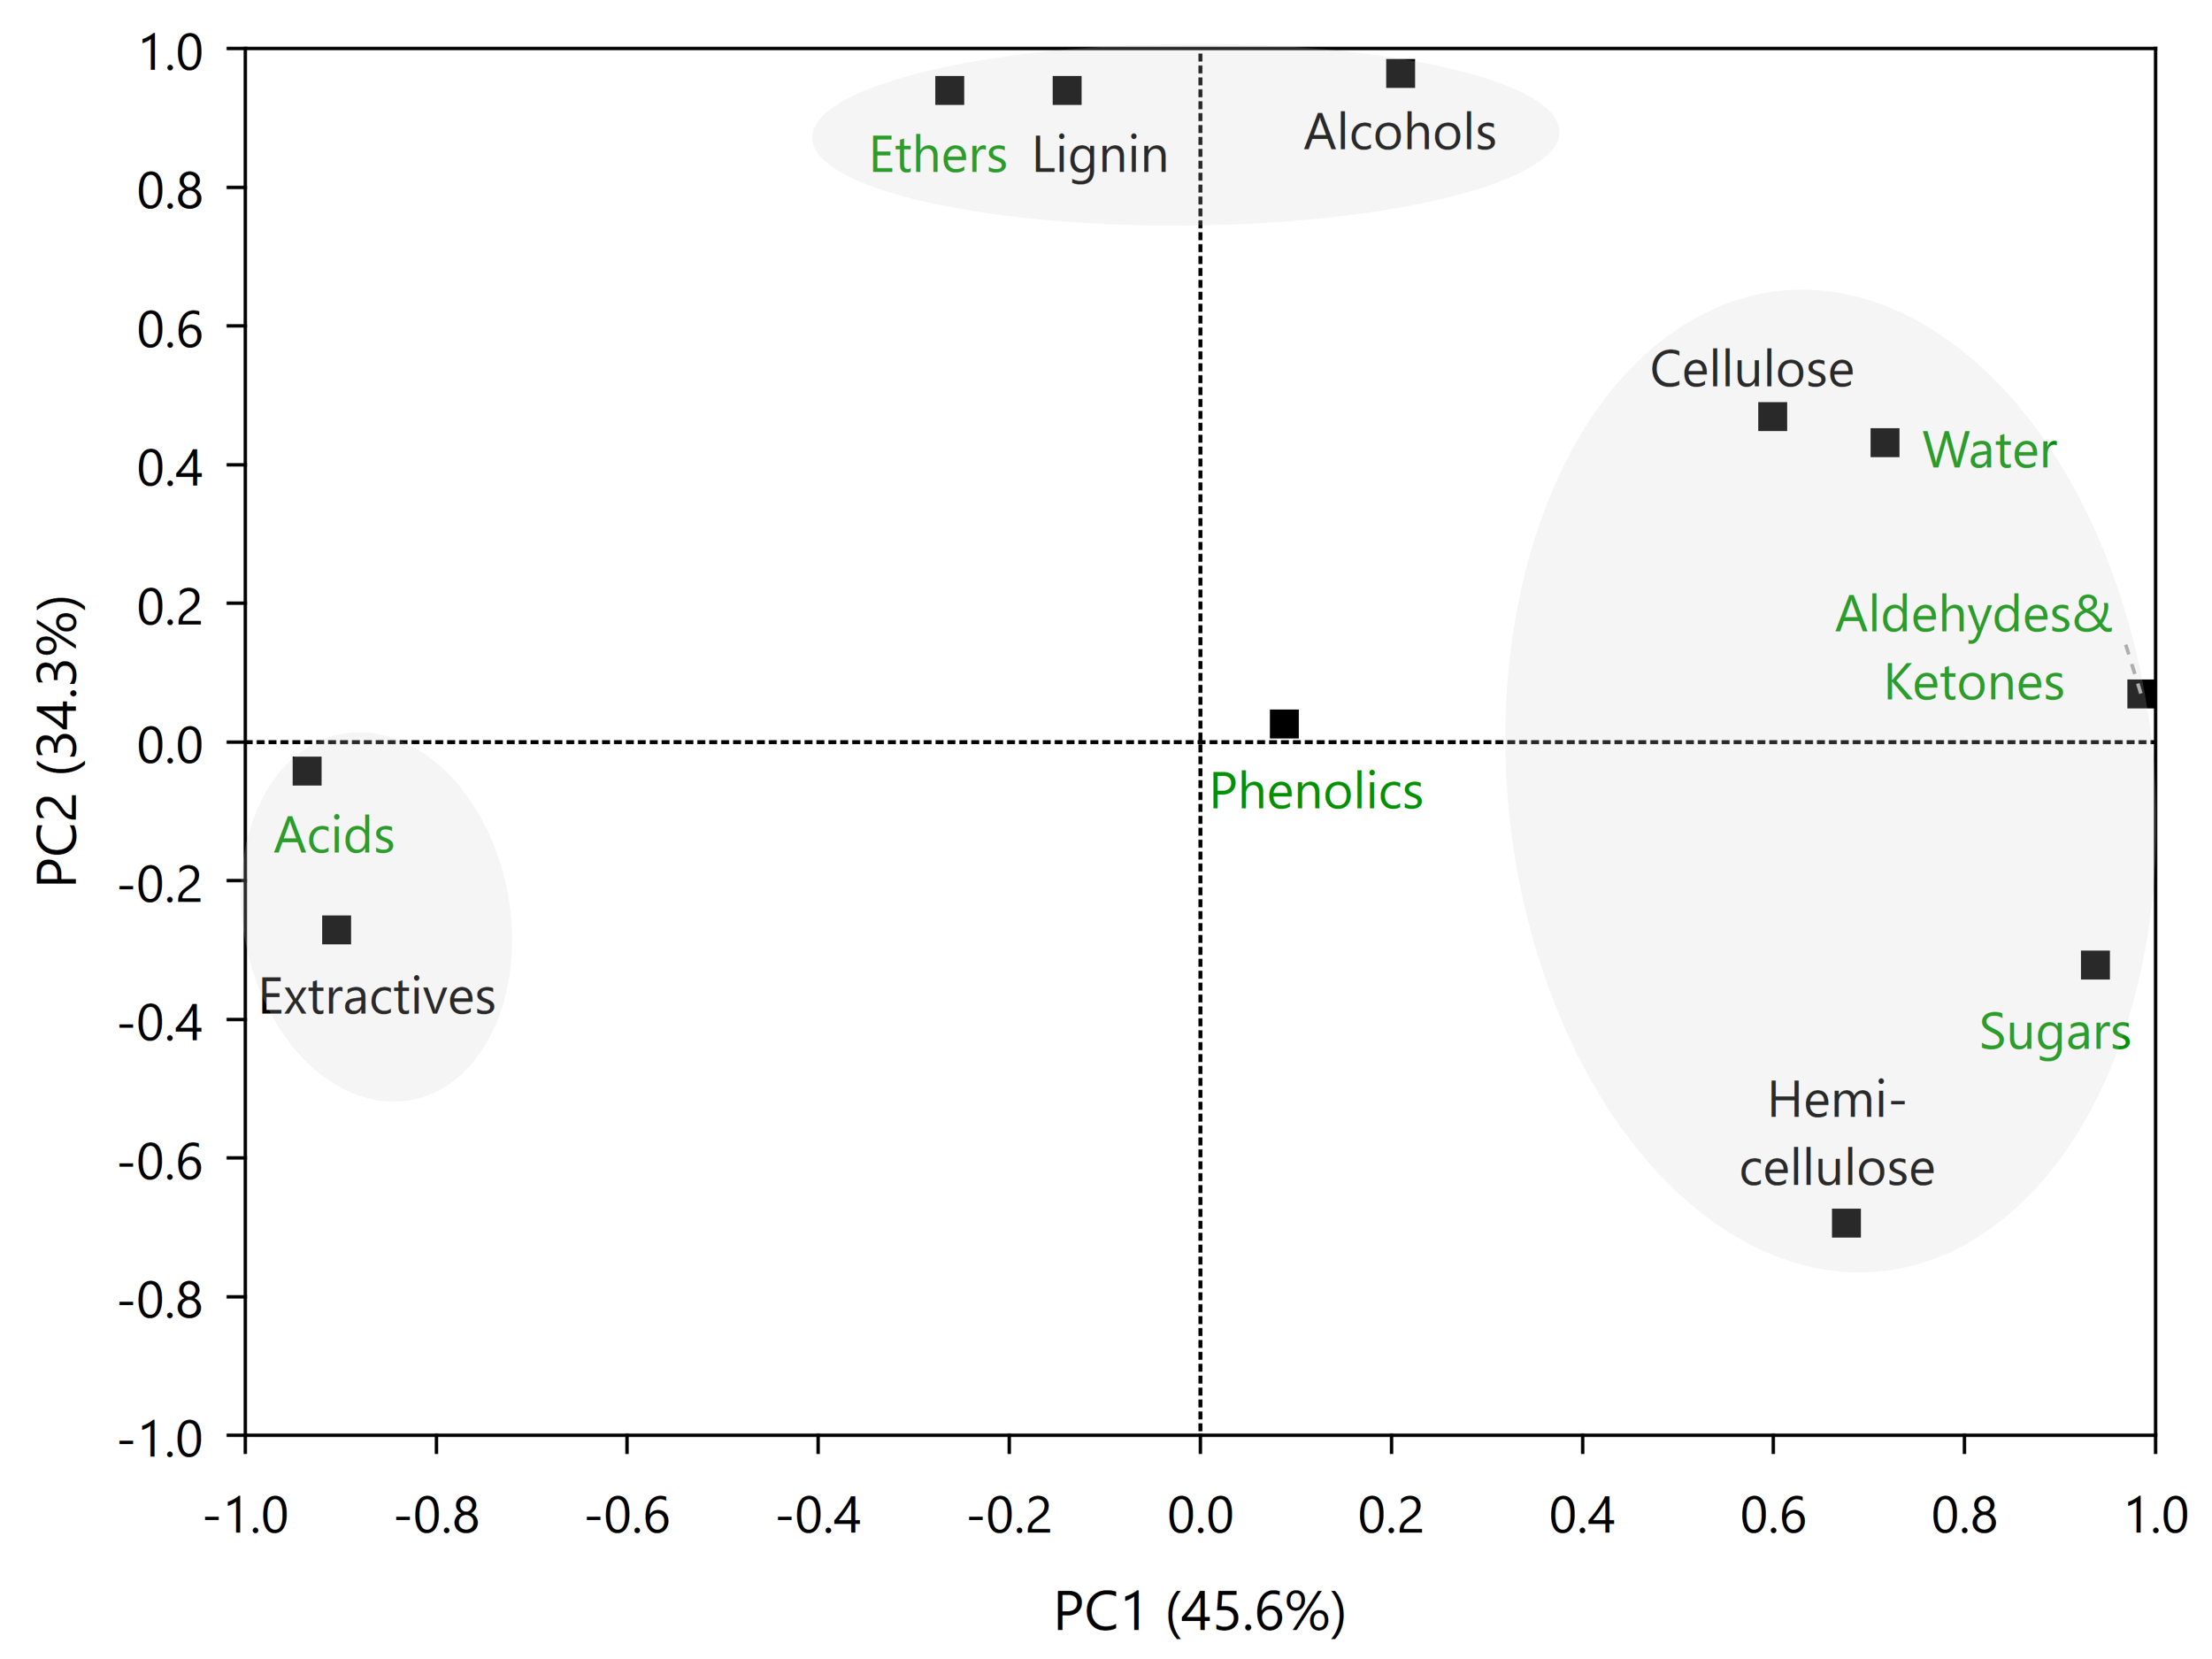 1.0
0.8
0.6
0.4
0.2
0.0
-0.2
-0.4
-0.6
-0.8
-1.0
PC2 (34.3%)
Ethers
Lignin
Alcohols
Cellulose
Water
Aldehydes&
Ketones
Phenolics
Acids
Extractives
Sugars
Hemi-
cellulose
-1.0 -0.8 -0.6 -0.4 -0.2 0.0 0.2 0.4 0.6 0.8 1.0
PC1 (45.6%)